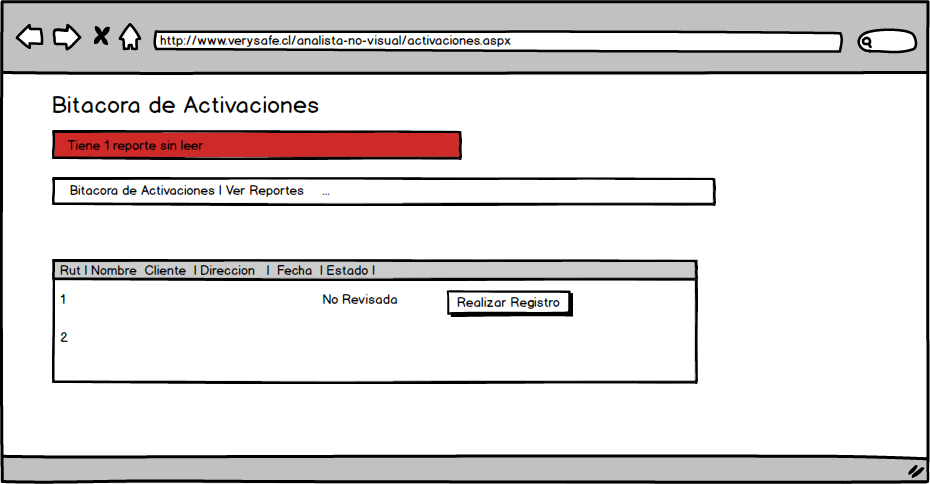 http://www.verysafe.cl/analista-no-visual/activaciones.aspx
Bitacora de Activaciones
Tiene 1 reporte sin leer
Bitacora de Activaciones | Ver Reportes ...
Rut | Nombre Cliente | Direccion | Fecha | Estado |
1 No Revisada Realizar Registro
2